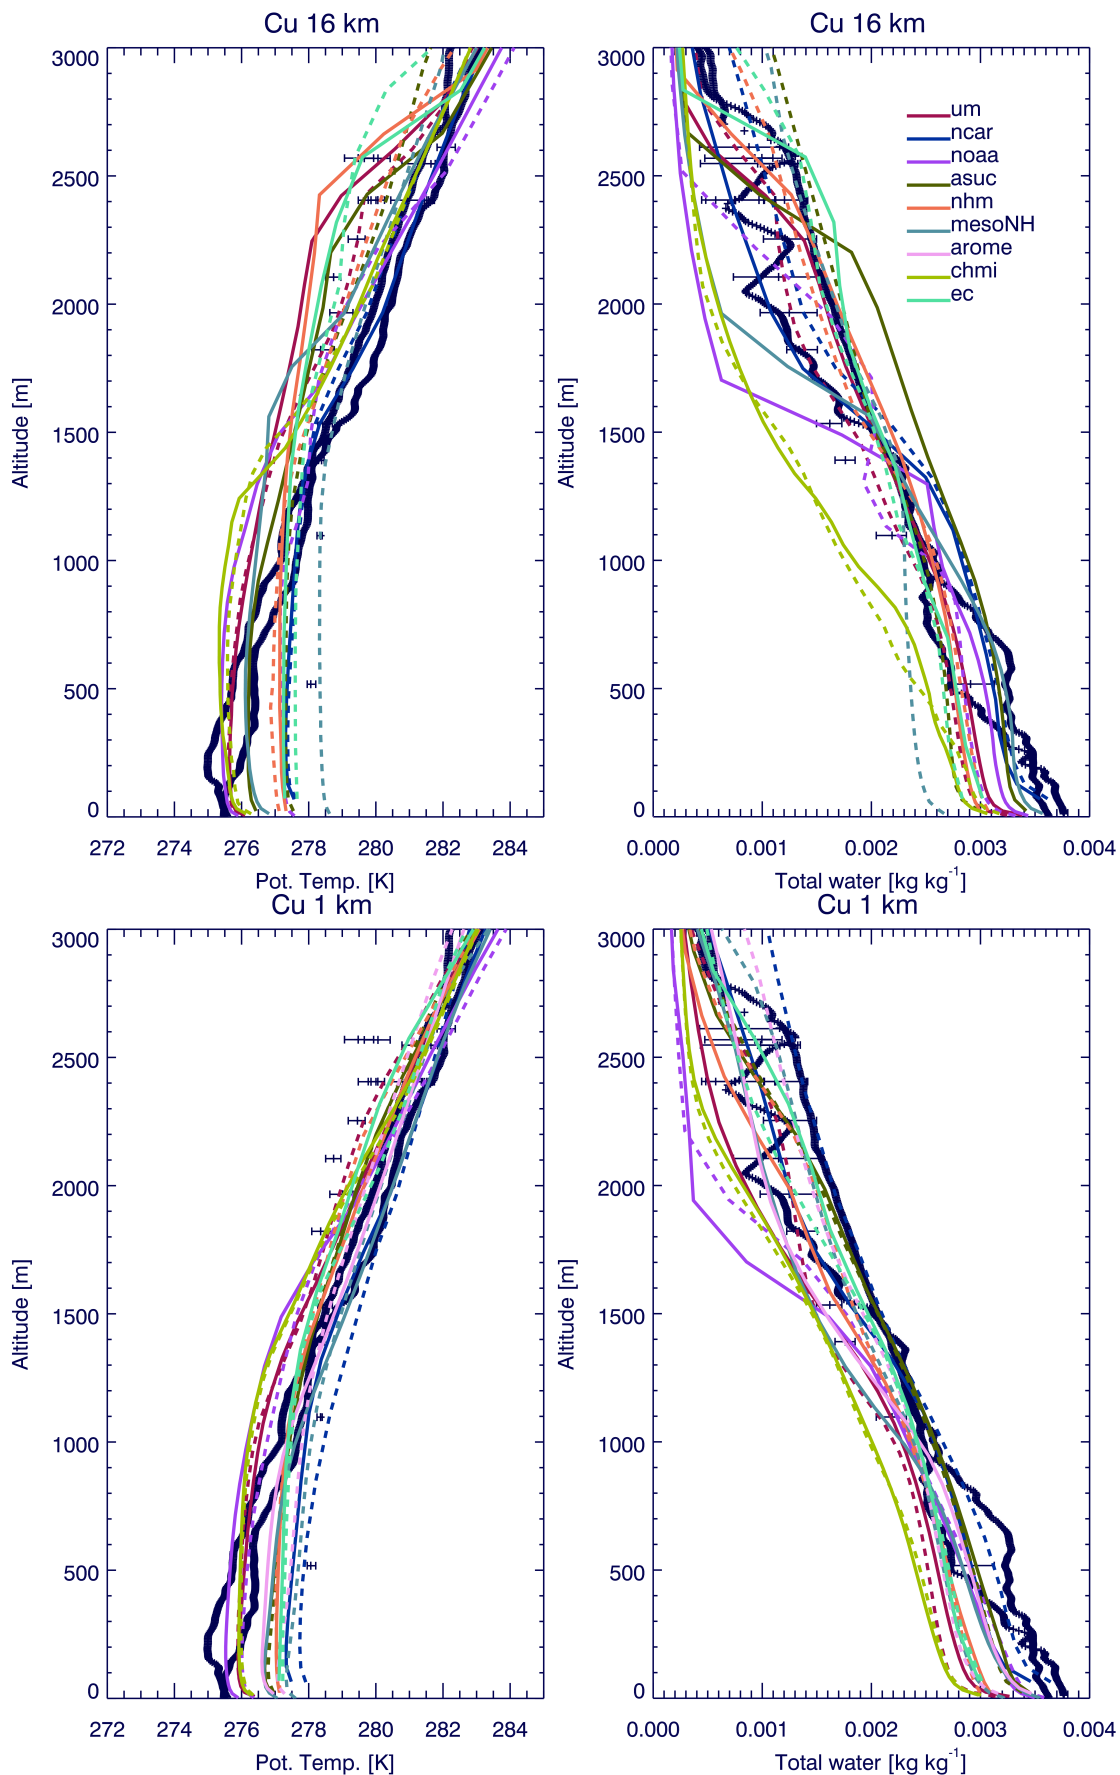 Cu 16 km
Cu 16 km
3000
2500
2000
1500
1000
500
0
Altitude [m]
272 274 276 278 280 282 284
Pot. Temp. [K]
3000
2500
2000
1500
1000
500
0
Altitude [m]
um
ncar
noaa
asuc
nhm
mesoNH
arome
chmi
ec
0.000 0.001 0.002 0.003 0.004
Total water [kg kg⁻¹]
Cu 1 km
Cu 1 km
3000
2500
2000
1500
1000
500
0
Altitude [m]
272 274 276 278 280 282 284
Pot. Temp. [K]
3000
2500
2000
1500
1000
500
0
Altitude [m]
0.000 0.001 0.002 0.003 0.004
Total water [kg kg⁻¹]